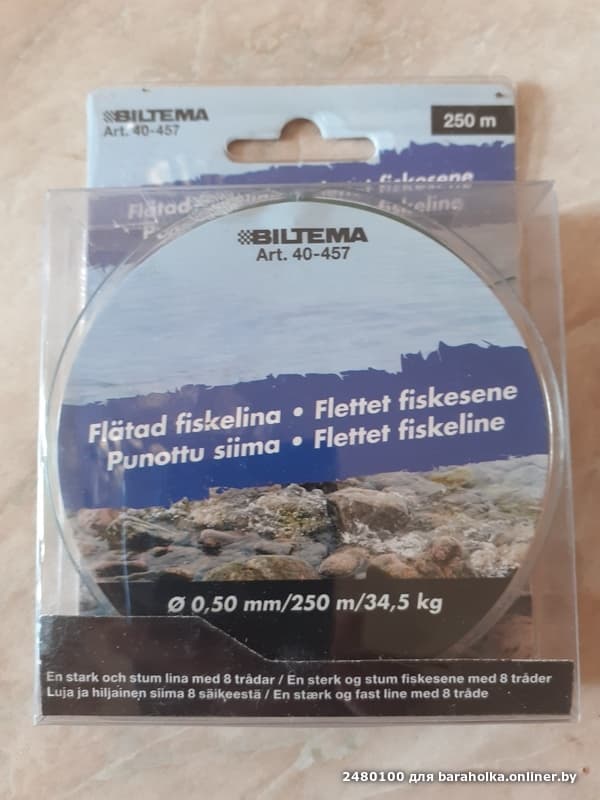 BILTEMA
Art. 40-457
250 m
Flätad
fiskesene
fiskeline
BILTEMA
Art. 40-457
Flätad fiskelina • Flettet fiskesene
Punottu siima • Flettet fiskeline
Ø 0,50 mm/250 m/34,5 kg
En stark och stum lina med 8 trådar / En sterk og stum fiskesene med 8 tråder
Luja ja hiljainen siima 8 säikeestä / En stærk og fast line med 8 tråde
2480100 для baraholka.onliner.by